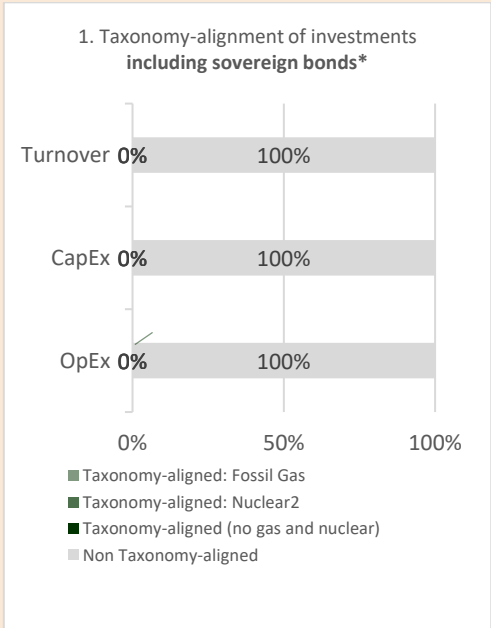 1. Taxonomy-alignment of investments
including sovereign bonds*
Turnover 0% 100%
CapEx 0% 100%
OpEx 0% 100%
0% 50% 100%
Taxonomy-aligned: Fossil Gas
Taxonomy-aligned: Nuclear2
Taxonomy-aligned (no gas and nuclear)
Non Taxonomy-aligned